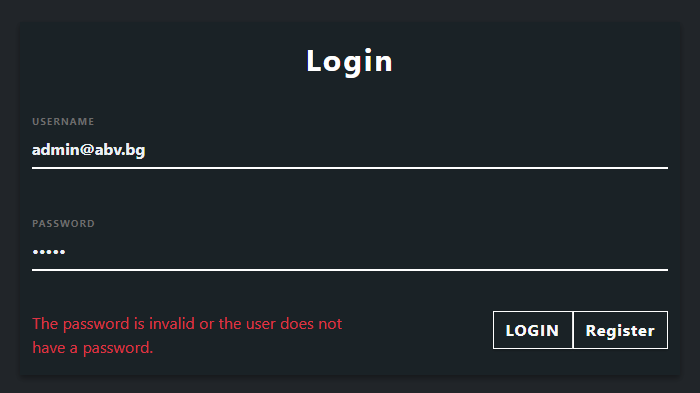 Login
USERNAME
admin@abv.bg
PASSWORD
•••••
The password is invalid or the user does not
have a password.
LOGIN
Register